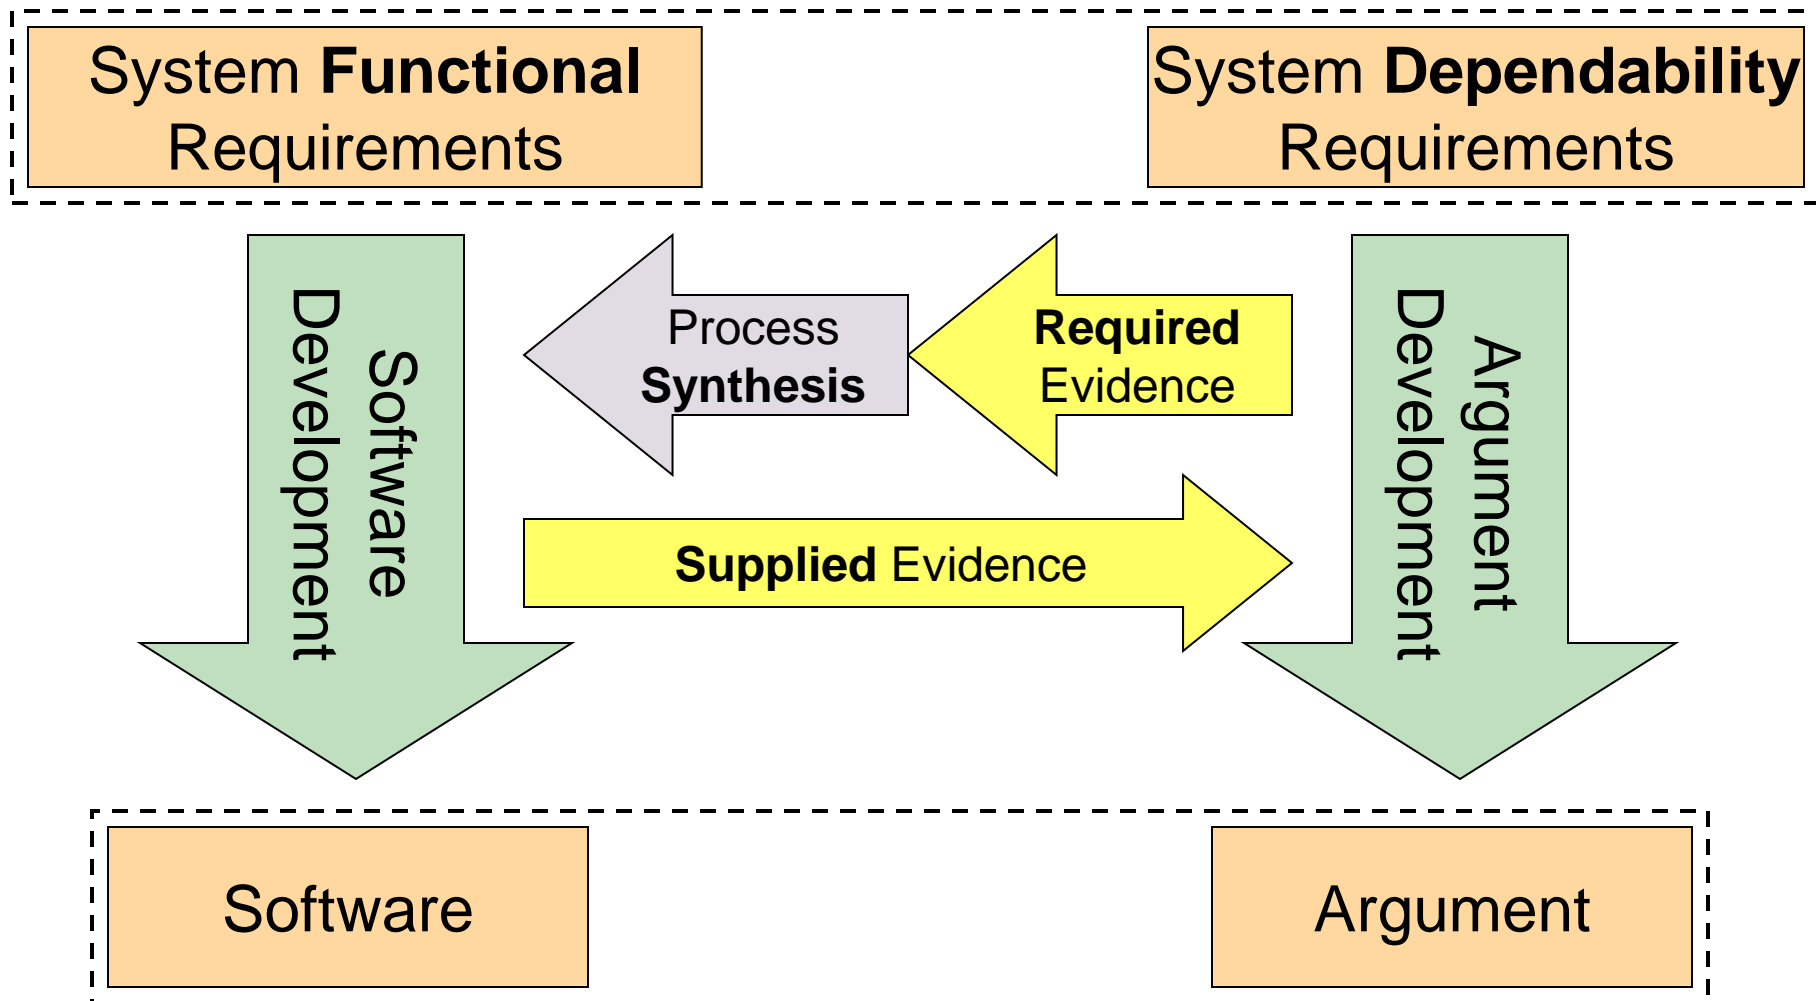 System Functional
Requirements
System Dependability
Requirements
Software
Development
Process
Synthesis
Required
Evidence
Supplied Evidence
Argument
Development
Software
Argument